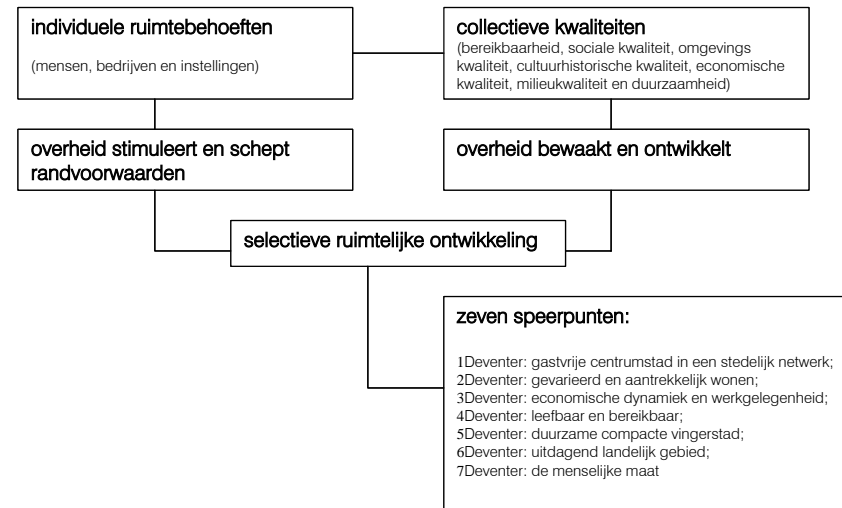 individuele ruimtebehoeften
(mensen, bedrijven en instellingen)
collectieve kwaliteiten
(bereikbaarheid, sociale kwaliteit, omgevings
kwaliteit, cultuurhistorische kwaliteit, economische
kwaliteit, milieukwaliteit en duurzaamheid)
overheid stimuleert en schept
randvoorwaarden
overheid bewaakt en ontwikkelt
selectieve ruimtelijke ontwikkeling
zeven speerpunten:
1Deventer: gastvrije centrumstad in een stedelijk netwerk;
2Deventer: gevarieerd en aantrekkelijk wonen;
3Deventer: economische dynamiek en werkgelegenheid;
4Deventer: leefbaar en bereikbaar;
5Deventer: duurzame compacte vingerstad;
6Deventer: uitdagend landelijk gebied;
7Deventer: de menselijke maat